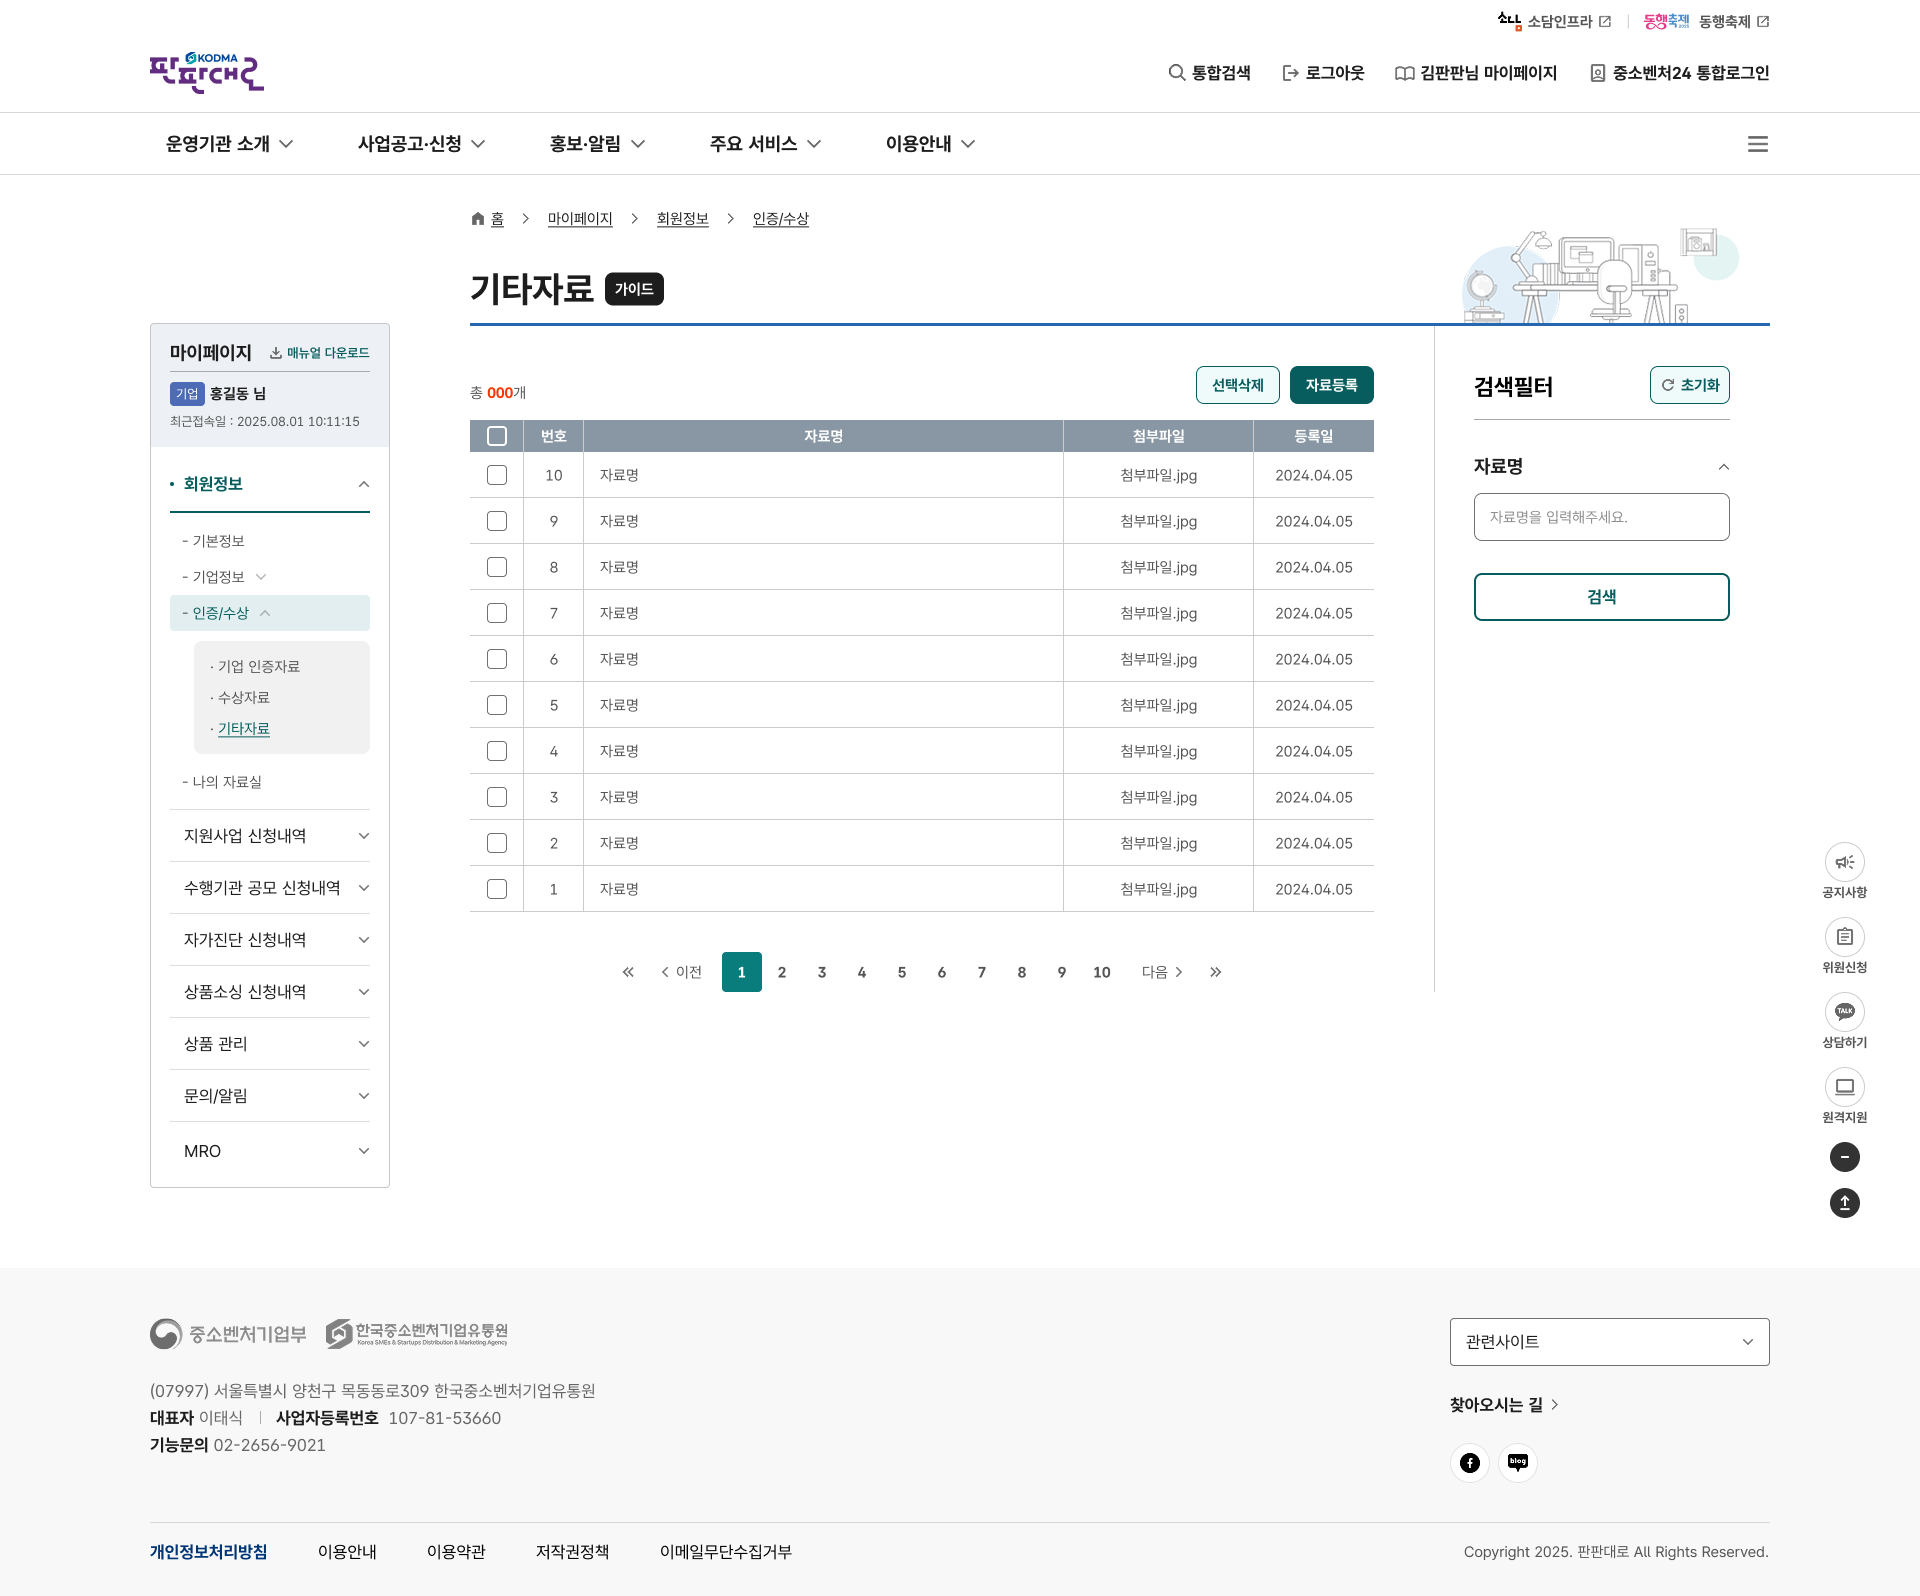 소담인프라
동행축제 2025 동행축제
KODMA
판판대로
통합검색 로그아웃 김판판님 마이페이지 중소벤처24 통합로그인
운영기관 소개 사업공고·신청 홍보·알림 주요 서비스 이용안내
홈 마이페이지 회원정보 인증/수상
기타자료 가이드
마이페이지 매뉴얼 다운로드
기업 홍길동 님
최근접속일 : 2025.08.01 10:11:15
• 회원정보
- 기본정보
- 기업정보
- 인증/수상
· 기업 인증자료
· 수상자료
· 기타자료
- 나의 자료실
지원사업 신청내역
수행기관 공모 신청내역
자가진단 신청내역
상품소싱 신청내역
상품 관리
문의/알림
MRO
총 000개 선택삭제 자료등록
번호 자료명 첨부파일 등록일
10 자료명 첨부파일.jpg 2024.04.05
9 자료명 첨부파일.jpg 2024.04.05
8 자료명 첨부파일.jpg 2024.04.05
7 자료명 첨부파일.jpg 2024.04.05
6 자료명 첨부파일.jpg 2024.04.05
5 자료명 첨부파일.jpg 2024.04.05
4 자료명 첨부파일.jpg 2024.04.05
3 자료명 첨부파일.jpg 2024.04.05
2 자료명 첨부파일.jpg 2024.04.05
1 자료명 첨부파일.jpg 2024.04.05
이전 1 2 3 4 5 6 7 8 9 10 다음
검색필터 초기화
자료명
자료명을 입력해주세요.
검색
공지사항
위원신청
TALK
상담하기
원격지원
중소벤처기업부 한국중소벤처기업유통원
Korea SMEs & Startups Distribution & Marketing Agency
(07997) 서울특별시 양천구 목동동로309 한국중소벤처기업유통원
대표자 이태식 사업자등록번호 107-81-53660
기능문의 02-2656-9021
관련사이트
찾아오시는 길
blog
개인정보처리방침 이용안내 이용약관 저작권정책 이메일무단수집거부
Copyright 2025. 판판대로 All Rights Reserved.